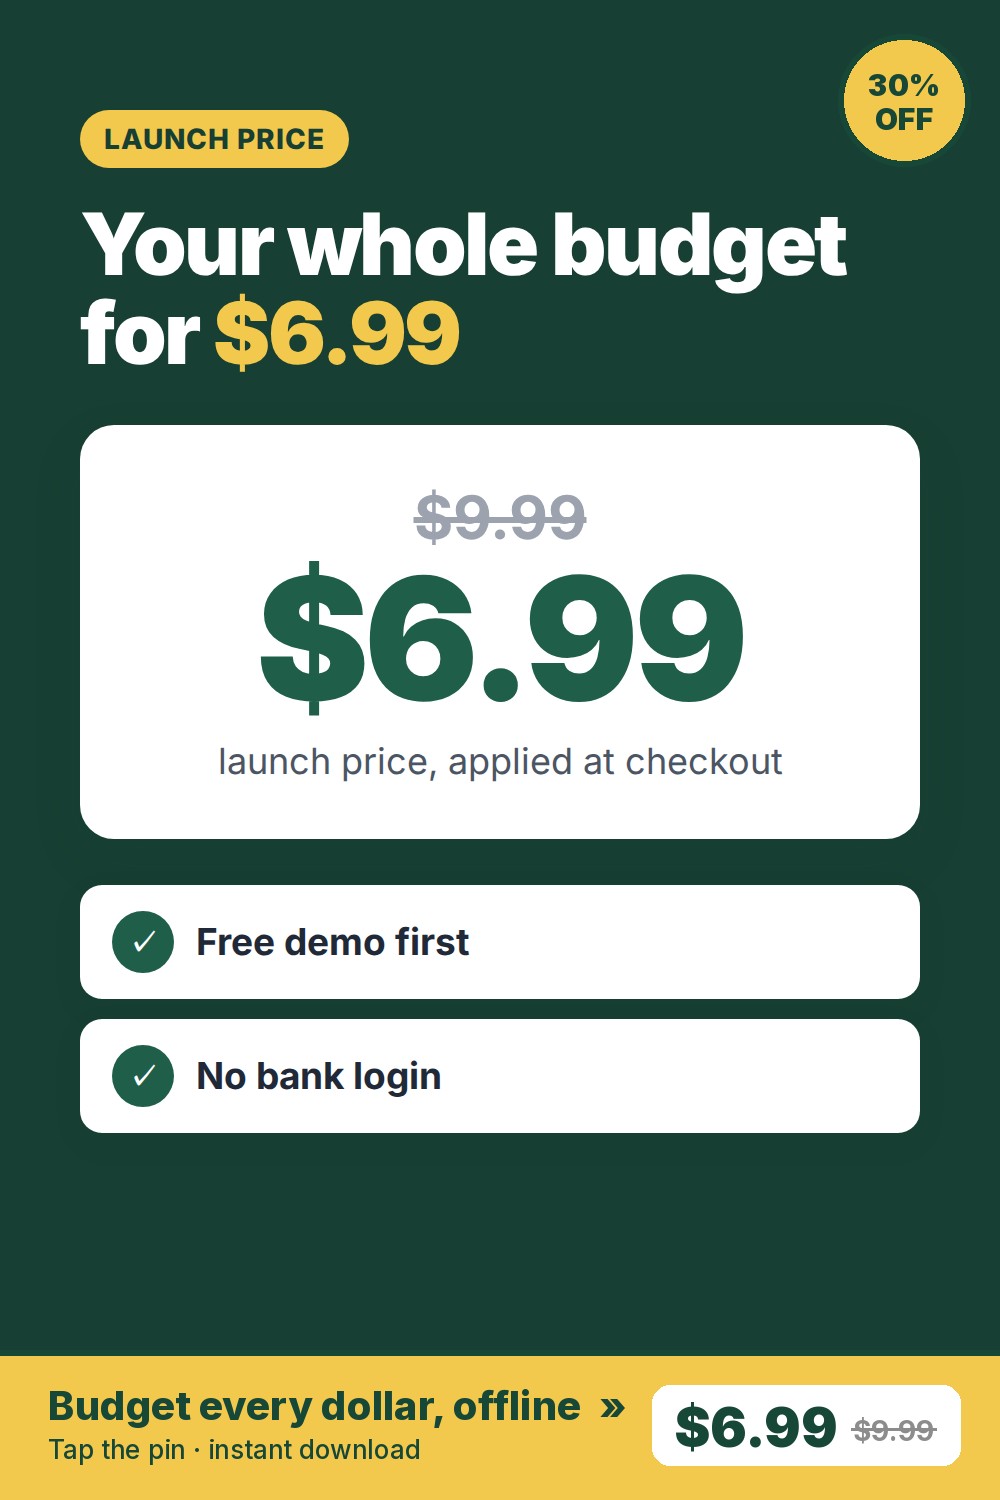 30%
OFF
LAUNCH PRICE
Your whole budget
for $6.99
$9.99
$6.99
launch price, applied at checkout
✓ Free demo first
✓ No bank login
Budget every dollar, offline »
Tap the pin · instant download
$6.99 $9.99